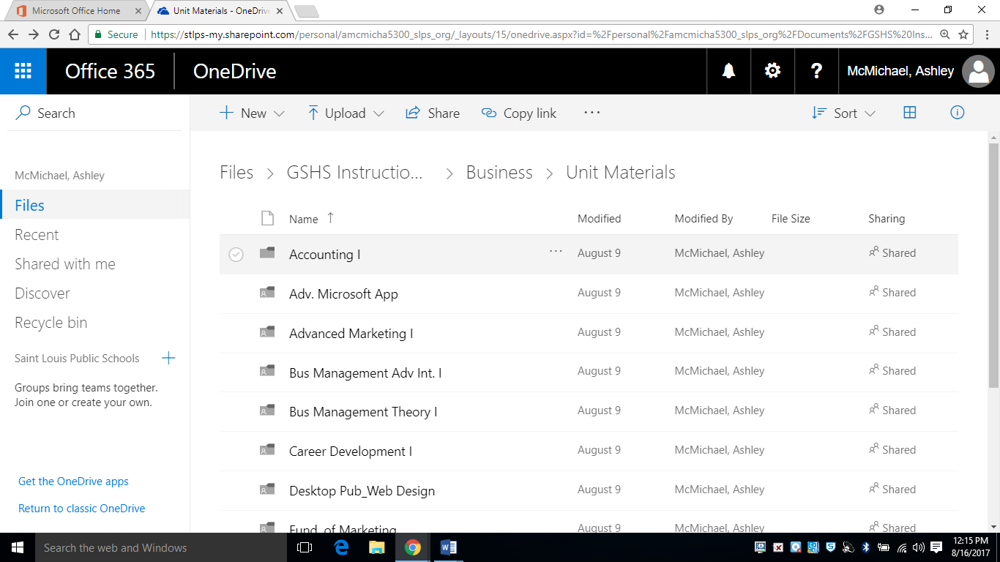 Microsoft Office Home
Unit Materials - OneDrive
Secure
https://stlps-my.sharepoint.com/personal/amcmicha5300_slps_org/_layouts/15/onedrive.aspx?id=%2Fpersonal%2Famcmicha5300_slps_org%2FDocuments%2FGSHS%20Ins...
Office 365
OneDrive
?
McMichael, Ashley
Search
New
Upload
Share
Copy link
...
Sort
McMichael, Ashley
Files
Recent
Shared with me
Discover
Recycle bin
Saint Louis Public Schools
Groups bring teams together.
Join one or create your own.
Get the OneDrive apps
Return to classic OneDrive
Files > GSHS Instructio... > Business > Unit Materials
Name Modified Modified By File Size Sharing
Accounting I ... August 9 McMichael, Ashley Shared
Adv. Microsoft App August 9 McMichael, Ashley Shared
Advanced Marketing I August 9 McMichael, Ashley Shared
Bus Management Adv Int. I August 9 McMichael, Ashley Shared
Bus Management Theory I August 9 McMichael, Ashley Shared
Career Development I August 9 McMichael, Ashley Shared
Desktop Pub_Web Design August 9 McMichael, Ashley Shared
Fund. of Marketing August 9 McMichael, Ashley Shared
Search the web and Windows
12:15 PM
8/16/2017